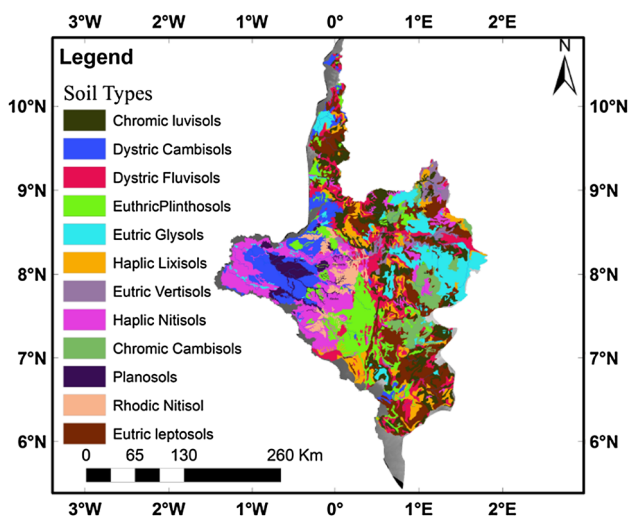 3°W 2°W 1°W 0° 1°E 2°E
N
Legend
Soil Types
Chromic luvisols
Dystric Cambisols
Dystric Fluvisols
EuthricPlinthosols
Eutric Glysols
Haplic Lixisols
Eutric Vertisols
Haplic Nitisols
Chromic Cambisols
Planosols
Rhodic Nitisol
Eutric leptosols
0 65 130 260 Km
10°N 10°N
9°N 9°N
8°N 8°N
7°N 7°N
6°N 6°N
3°W 2°W 1°W 0° 1°E 2°E